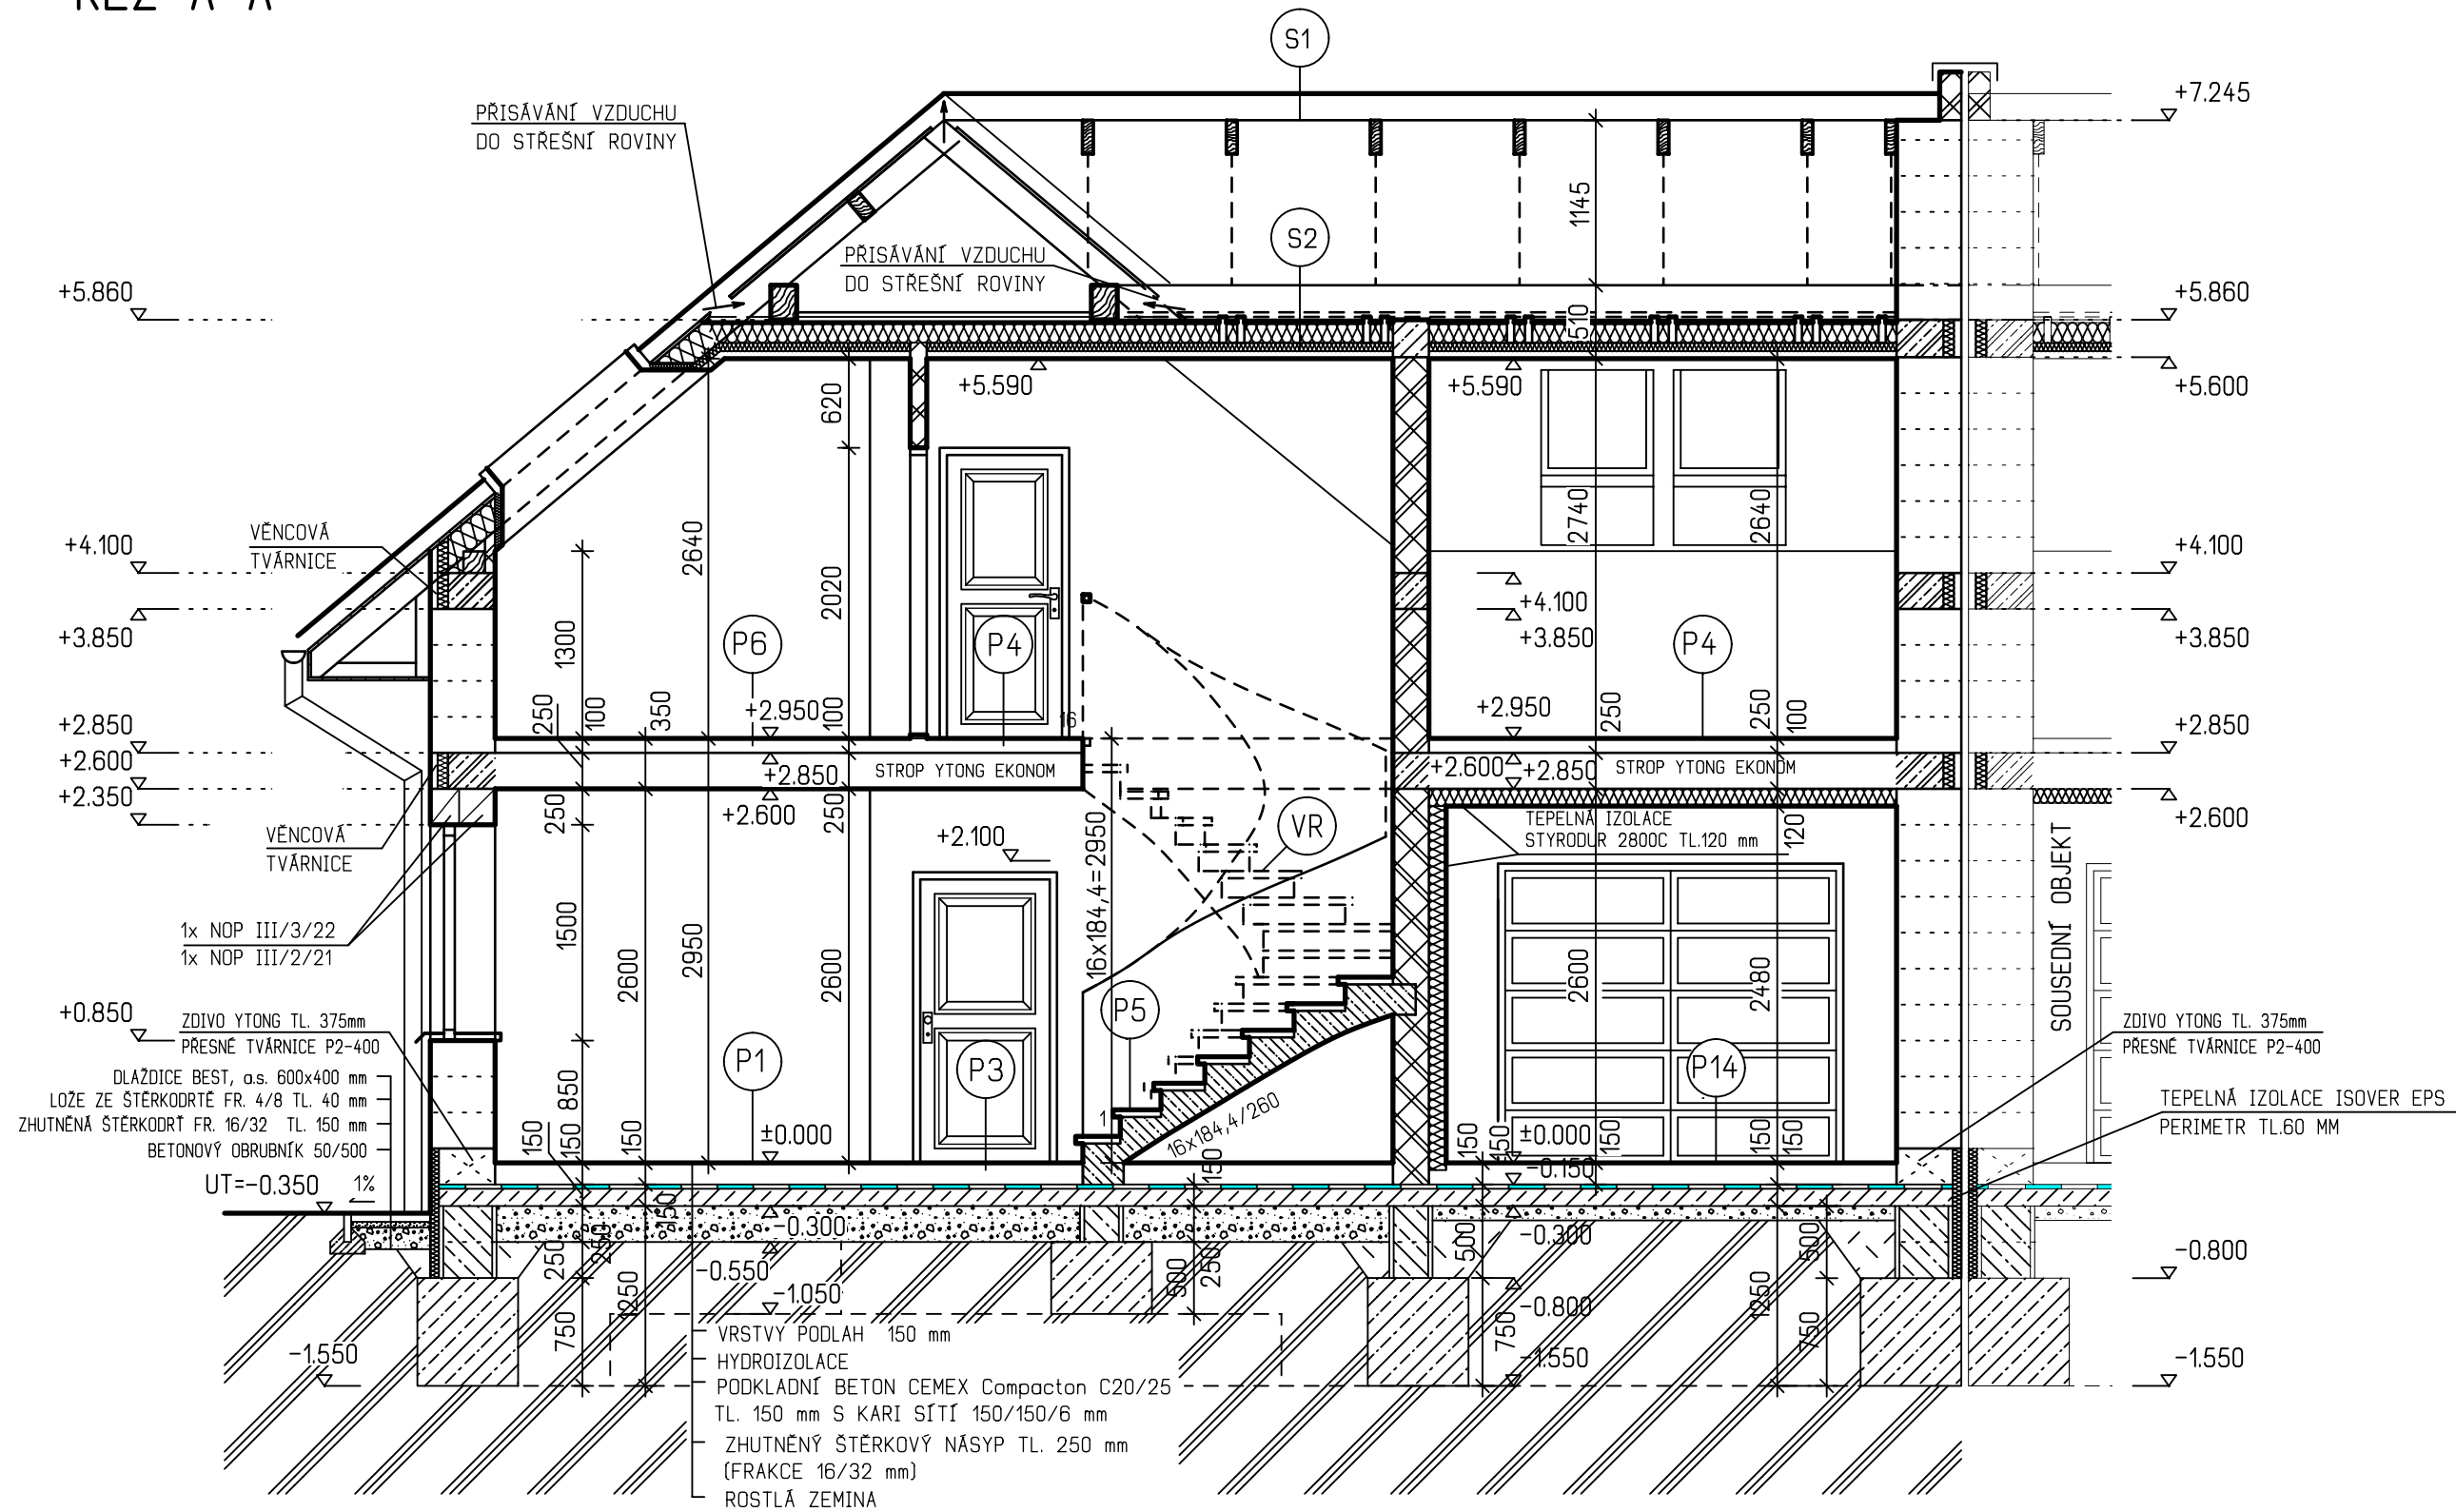 ŘEZ A-A
S1
+7.245
PŘISÁVÁNÍ VZDUCHU
DO STŘEŠNÍ ROVINY
1145
S2
PŘISÁVÁNÍ VZDUCHU
DO STŘEŠNÍ ROVINY
+5.860
+5.860
510
+5.590
+5.590
+5.600
620
2640
2740
2640
VĚNCOVÁ
TVÁRNICE
+4.100
+4.100
2020
+4.100
+3.850
+3.850
+3.850
1300
P6
P4
P4
250
100
350
+2.950
100
16
+2.950
250
250
100
+2.850
+2.850
+2.600
+2.850
STROP YTONG EKONOM
+2.600
+2.850
STROP YTONG EKONOM
+2.350
250
+2.600
250
+2.600
VĚNCOVÁ
TVÁRNICE
+2.100
VR
TEPELNÁ IZOLACE
STYRODUR 2800C TL.120 mm
120
SOUSEDNÍ OBJEKT
1x NOP III/3/22
1x NOP III/2/21
1500
2600
2950
2600
16x184,4=2950
2600
2480
+0.850
ZDIVO YTONG TL. 375mm
PŘESNÉ TVÁRNICE P2-400
P5
ZDIVO YTONG TL. 375mm
PŘESNÉ TVÁRNICE P2-400
DLAŽDICE BEST, a.s. 600x400 mm
LOŽE ZE ŠTĚRKODRTĚ FR. 4/8 TL. 40 mm
ZHUTNĚNÁ ŠTĚRKODRŤ FR. 16/32 TL. 150 mm
BETONOVÝ OBRUBNÍK 50/500
850
P1
P3
P14
TEPELNÁ IZOLACE ISOVER EPS
PERIMETR TL.60 MM
150
150
150
±0.000
1
16x184,4/260
150
150
±0.000
150
150
150
UT=-0.350
1%
150
-0.150
150
-0.300
-0.300
250
250
-0.550
500
250
500
500
-0.800
1250
-1.050
-0.800
1250
750
750
750
-1.550
-1.550
-1.550
VRSTVY PODLAH 150 mm
HYDROIZOLACE
PODKLADNÍ BETON CEMEX Compacton C20/25
TL. 150 mm S KARI SÍTÍ 150/150/6 mm
ZHUTNĚNÝ ŠTĚRKOVÝ NÁSYP TL. 250 mm
(FRAKCE 16/32 mm)
ROSTLÁ ZEMINA